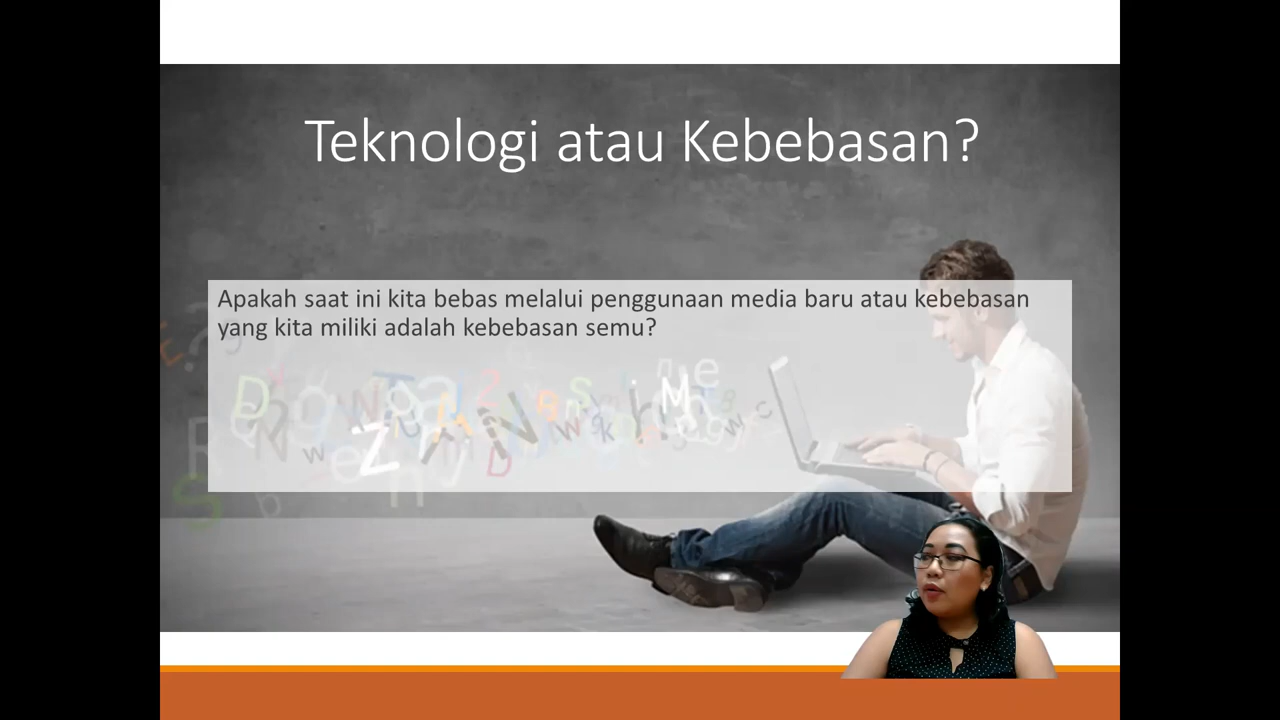 Teknologi atau Kebebasan?
Apakah saat ini kita bebas melalui penggunaan media baru atau kebebasan
yang kita miliki adalah kebebasan semu?